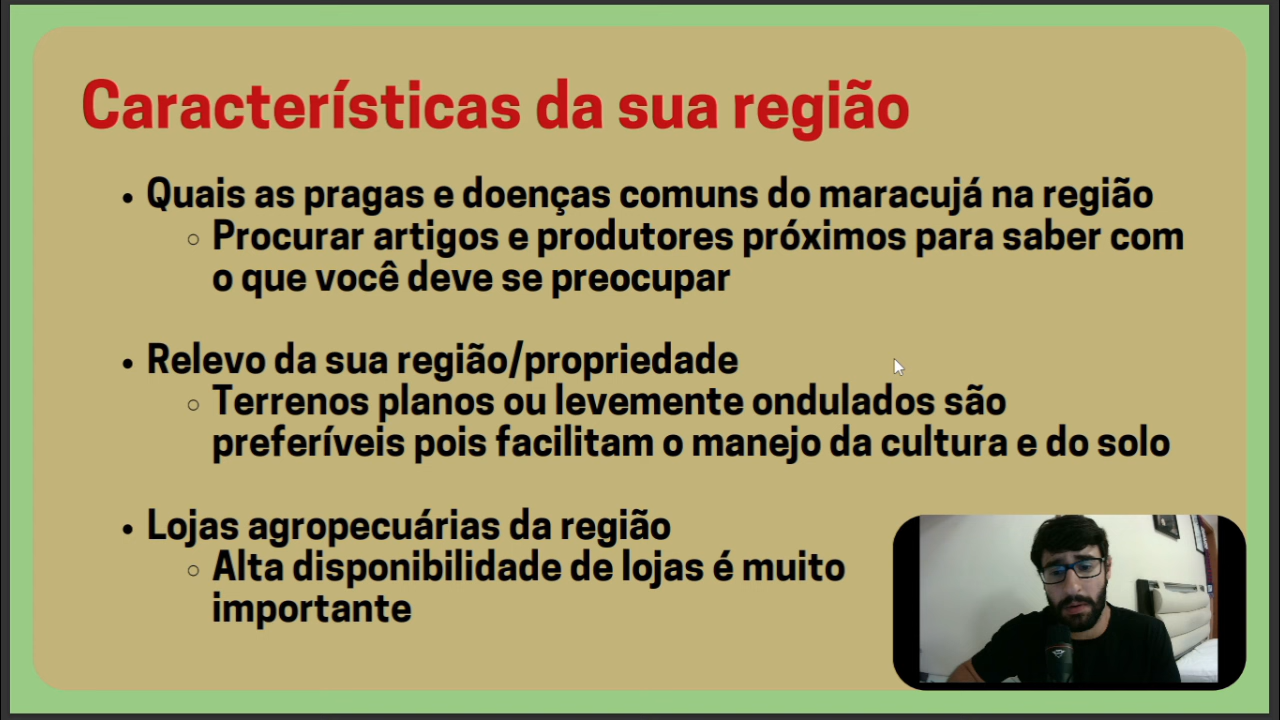 Características da sua região
• Quais as pragas e doenças comuns do maracujá na região
○ Procurar artigos e produtores próximos para saber com
o que você deve se preocupar
• Relevo da sua região/propriedade
○ Terrenos planos ou levemente ondulados são
preferíveis pois facilitam o manejo da cultura e do solo
• Lojas agropecuárias da região
○ Alta disponibilidade de lojas é muito
importante